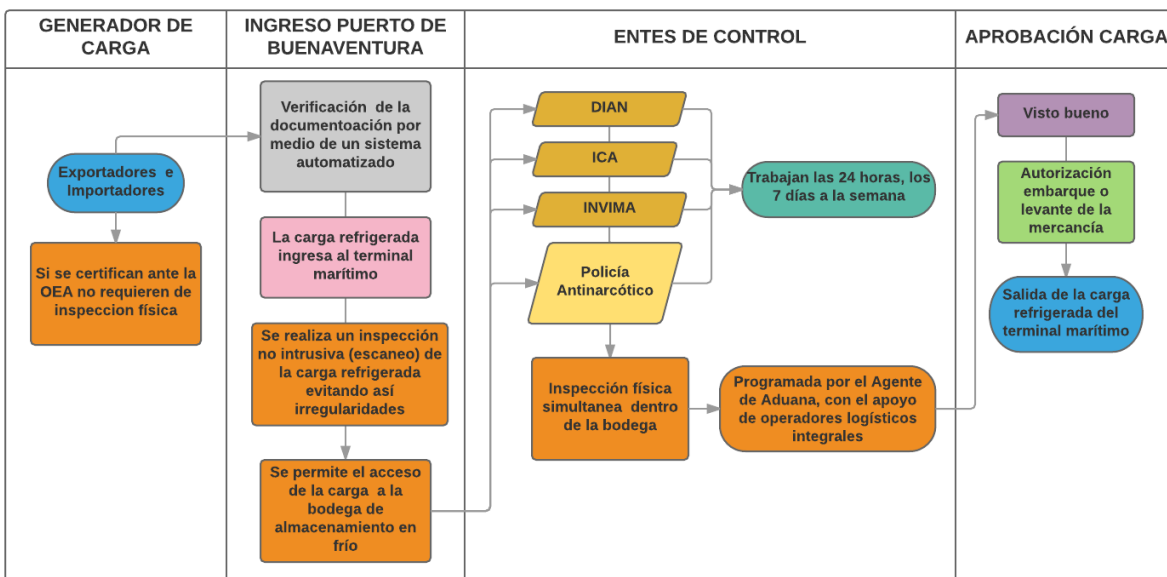 GENERADOR DE
CARGA
INGRESO PUERTO DE
BUENAVENTURA
ENTES DE CONTROL
APROBACIÓN CARGA
Exportadores e
Importadores
Si se certifican ante la
OEA no requieren de
inspeccion física
Verificación de la
documentoación por
medio de un sistema
automatizado
La carga refrigerada
ingresa al terminal
marítimo
Se realiza un inspección
no intrusiva (escaneo) de
la carga refrigerada
evitando así
irregularidades
Se permite el acceso
de la carga a la
bodega de
almacenamiento en
frío
DIAN
ICA
INVIMA
Policía
Antinarcótico
Trabajan las 24 horas, los
7 días a la semana
Inspección física
simultanea dentro
de la bodega
Programada por el Agente
de Aduana, con el apoyo
de operadores logísticos
integrales
Visto bueno
Autorización
embarque o
levante de la
mercancía
Salida de la carga
refrigerada del
terminal marítimo